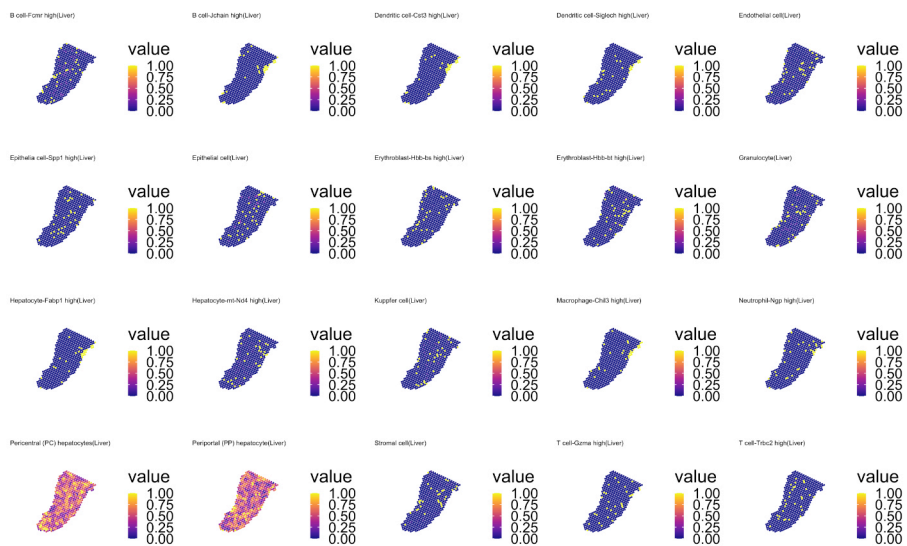 B cell-Fcmr high(Liver)
B cell-Jchain high(Liver)
Dendritic cell-Cst3 high(Liver)
Dendritic cell-Siglech high(Liver)
Endothelial cell(Liver)
value
1.00
0.75
0.50
0.25
0.00
value
1.00
0.75
0.50
0.25
0.00
value
1.00
0.75
0.50
0.25
0.00
value
1.00
0.75
0.50
0.25
0.00
value
1.00
0.75
0.50
0.25
0.00
Epithelia cell-Spp1 high(Liver)
Epithelial cell(Liver)
Erythroblast-Hbb-bs high(Liver)
Erythroblast-Hbb-bt high(Liver)
Granulocyte(Liver)
value
1.00
0.75
0.50
0.25
0.00
value
1.00
0.75
0.50
0.25
0.00
value
1.00
0.75
0.50
0.25
0.00
value
1.00
0.75
0.50
0.25
0.00
value
1.00
0.75
0.50
0.25
0.00
Hepatocyte-Fabp1 high(Liver)
Hepatocyte-mt-Nd4 high(Liver)
Kuppfer cell(Liver)
Macrophage-Chil3 high(Liver)
Neutrophil-Ngp high(Liver)
value
1.00
0.75
0.50
0.25
0.00
value
1.00
0.75
0.50
0.25
0.00
value
1.00
0.75
0.50
0.25
0.00
value
1.00
0.75
0.50
0.25
0.00
value
1.00
0.75
0.50
0.25
0.00
Pericentral (PC) hepatocytes(Liver)
Periportal (PP) hepatocyte(Liver)
Stromal cell(Liver)
T cell-Gzma high(Liver)
T cell-Trbc2 high(Liver)
value
1.00
0.75
0.50
0.25
0.00
value
1.00
0.75
0.50
0.25
0.00
value
1.00
0.75
0.50
0.25
0.00
value
1.00
0.75
0.50
0.25
0.00
value
1.00
0.75
0.50
0.25
0.00